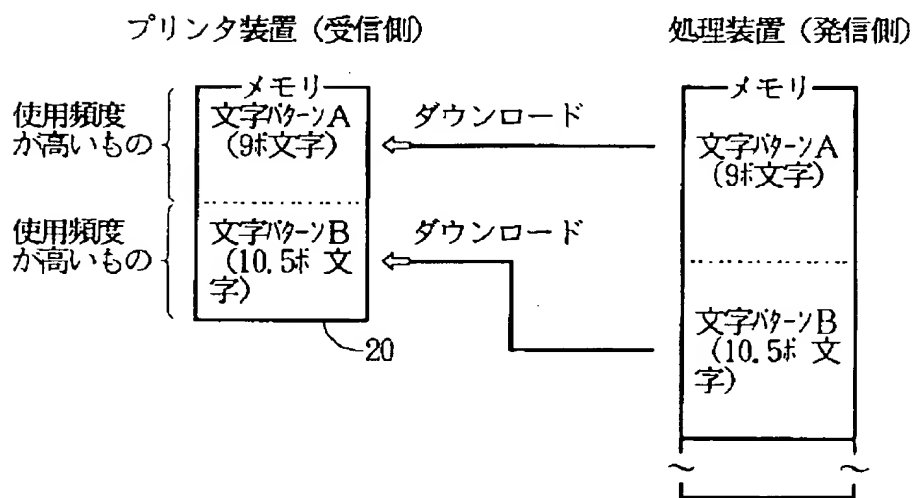 プリンタ装置（受信側）
処理装置（発信側）
使用頻度
が高いもの
メモリ
文字パターンA
（9ポ文字）
ダウンロード
メモリ
文字パターンA
（9ポ文字）
使用頻度
が高いもの
文字パターンB
（10.5ポ 文
字）
ダウンロード
20
文字パターンB
（10.5ポ 文
字）